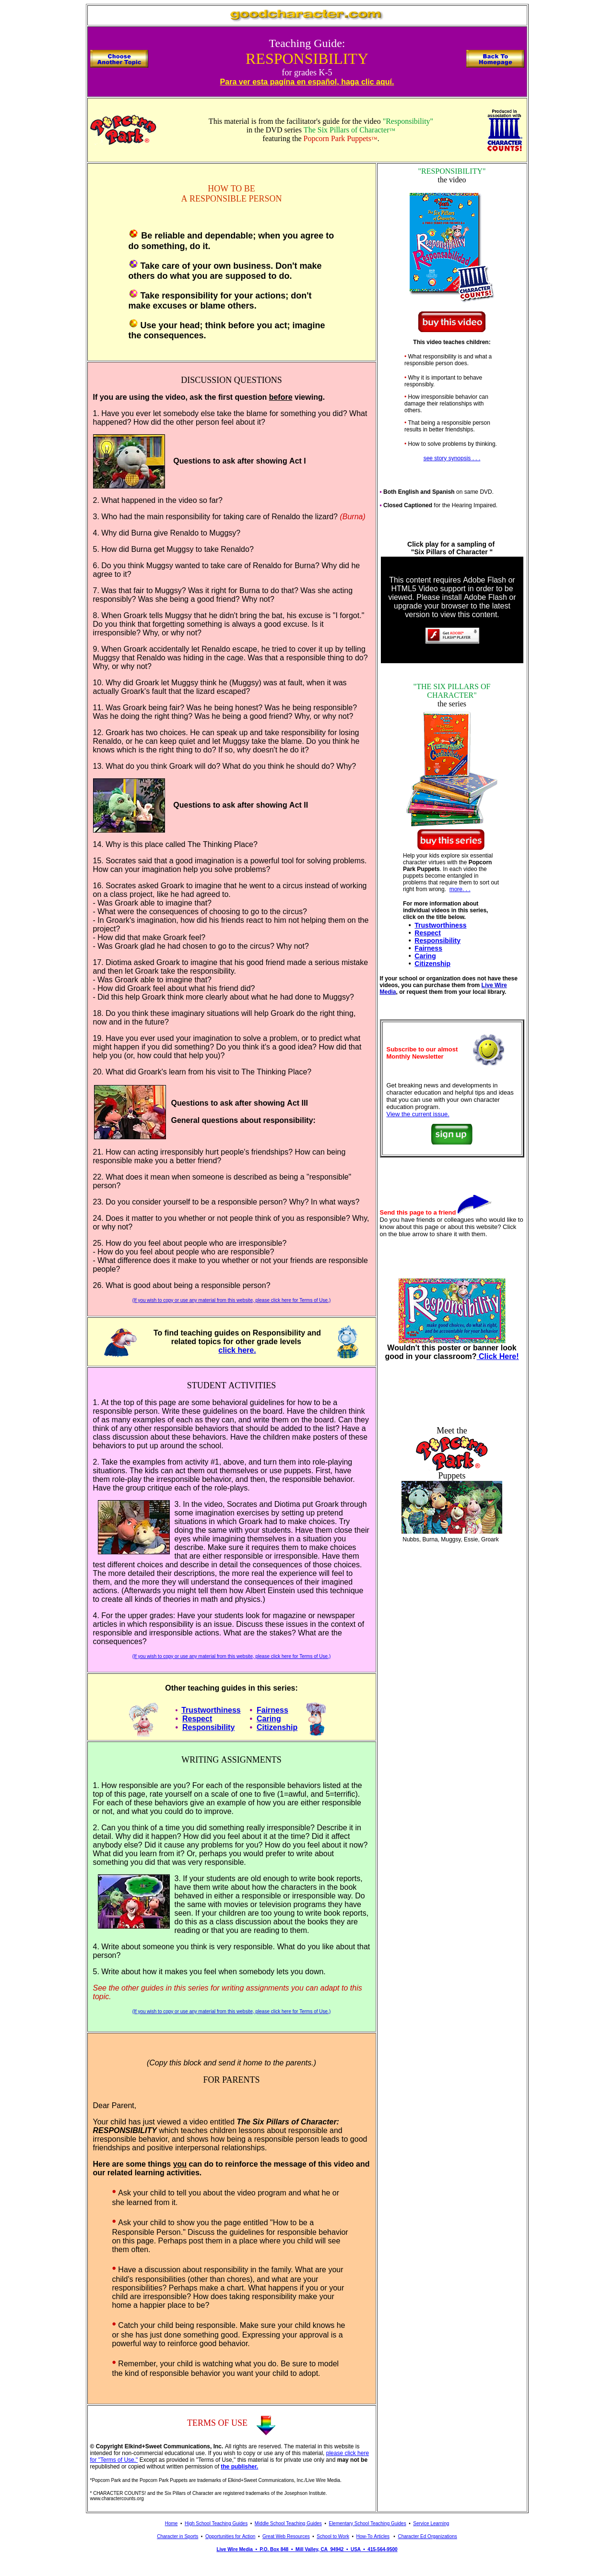 goodcharacter.com
Choose
Another Topic
Teaching Guide:
RESPONSIBILITY
for grades K-5
Para ver esta pagina en español, haga clic aquí.
Back To
Homepage
Popcorn Park
This material is from the facilitator's guide for the video "Responsibility"
in the DVD series The Six Pillars of Character™
featuring the Popcorn Park Puppets™.
Produced in
association with
CHARACTER
COUNTS!
HOW TO BE
A RESPONSIBLE PERSON
Be reliable and dependable; when you agree to
do something, do it.
Take care of your own business. Don't make
others do what you are supposed to do.
Take responsibility for your actions; don't
make excuses or blame others.
Use your head; think before you act; imagine
the consequences.
DISCUSSION QUESTIONS
If you are using the video, ask the first question before viewing.
1. Have you ever let somebody else take the blame for something you did? What
happened? How did the other person feel about it?
Questions to ask after showing Act I
2. What happened in the video so far?
3. Who had the main responsibility for taking care of Renaldo the lizard? (Burna)
4. Why did Burna give Renaldo to Muggsy?
5. How did Burna get Muggsy to take Renaldo?
6. Do you think Muggsy wanted to take care of Renaldo for Burna? Why did he
agree to it?
7. Was that fair to Muggsy? Was it right for Burna to do that? Was she acting
responsibly? Was she being a good friend? Why not?
8. When Groark tells Muggsy that he didn't bring the bat, his excuse is "I forgot."
Do you think that forgetting something is always a good excuse. Is it
irresponsible? Why, or why not?
9. When Groark accidentally let Renaldo escape, he tried to cover it up by telling
Muggsy that Renaldo was hiding in the cage. Was that a responsible thing to do?
Why, or why not?
10. Why did Groark let Muggsy think he (Muggsy) was at fault, when it was
actually Groark's fault that the lizard escaped?
11. Was Groark being fair? Was he being honest? Was he being responsible?
Was he doing the right thing? Was he being a good friend? Why, or why not?
12. Groark has two choices. He can speak up and take responsibility for losing
Renaldo, or he can keep quiet and let Muggsy take the blame. Do you think he
knows which is the right thing to do? If so, why doesn't he do it?
13. What do you think Groark will do? What do you think he should do? Why?
Questions to ask after showing Act II
14. Why is this place called The Thinking Place?
15. Socrates said that a good imagination is a powerful tool for solving problems.
How can your imagination help you solve problems?
16. Socrates asked Groark to imagine that he went to a circus instead of working
on a class project, like he had agreed to.
- Was Groark able to imagine that?
- What were the consequences of choosing to go to the circus?
- In Groark's imagination, how did his friends react to him not helping them on the
project?
- How did that make Groark feel?
- Was Groark glad he had chosen to go to the circus? Why not?
17. Diotima asked Groark to imagine that his good friend made a serious mistake
and then let Groark take the responsibility.
- Was Groark able to imagine that?
- How did Groark feel about what his friend did?
- Did this help Groark think more clearly about what he had done to Muggsy?
18. Do you think these imaginary situations will help Groark do the right thing,
now and in the future?
19. Have you ever used your imagination to solve a problem, or to predict what
might happen if you did something? Do you think it's a good idea? How did that
help you (or, how could that help you)?
20. What did Groark's learn from his visit to The Thinking Place?
Questions to ask after showing Act III
General questions about responsibility:
21. How can acting irresponsibly hurt people's friendships? How can being
responsible make you a better friend?
22. What does it mean when someone is described as being a "responsible"
person?
23. Do you consider yourself to be a responsible person? Why? In what ways?
24. Does it matter to you whether or not people think of you as responsible? Why,
or why not?
25. How do you feel about people who are irresponsible?
- How do you feel about people who are responsible?
- What difference does it make to you whether or not your friends are responsible
people?
26. What is good about being a responsible person?
(If you wish to copy or use any material from this website, please click here for Terms of Use.)
To find teaching guides on Responsibility and
related topics for other grade levels
click here.
STUDENT ACTIVITIES
1. At the top of this page are some behavioral guidelines for how to be a
responsible person. Write these guidelines on the board. Have the children think
of as many examples of each as they can, and write them on the board. Can they
think of any other responsible behaviors that should be added to the list? Have a
class discussion about these behaviors. Have the children make posters of these
behaviors to put up around the school.
2. Take the examples from activity #1, above, and turn them into role-playing
situations. The kids can act them out themselves or use puppets. First, have
them role-play the irresponsible behavior, and then, the responsible behavior.
Have the group critique each of the role-plays.
3. In the video, Socrates and Diotima put Groark through
some imagination exercises by setting up pretend
situations in which Groark had to make choices. Try
doing the same with your students. Have them close their
eyes while imagining themselves in a situation you
describe. Make sure it requires them to make choices
that are either responsible or irresponsible. Have them
test different choices and describe in detail the consequences of those choices.
The more detailed their descriptions, the more real the experience will feel to
them, and the more they will understand the consequences of their imagined
actions. (Afterwards you might tell them how Albert Einstein used this technique
to create all kinds of theories in math and physics.)
4. For the upper grades: Have your students look for magazine or newspaper
articles in which responsibility is an issue. Discuss these issues in the context of
responsible and irresponsible actions. What are the stakes? What are the
consequences?
(If you wish to copy or use any material from this website, please click here for Terms of Use.)
Other teaching guides in this series:
• Trustworthiness
• Respect
• Responsibility
• Fairness
• Caring
• Citizenship
WRITING ASSIGNMENTS
1. How responsible are you? For each of the responsible behaviors listed at the
top of this page, rate yourself on a scale of one to five (1=awful, and 5=terrific).
For each of these behaviors give an example of how you are either responsible
or not, and what you could do to improve.
2. Can you think of a time you did something really irresponsible? Describe it in
detail. Why did it happen? How did you feel about it at the time? Did it affect
anybody else? Did it cause any problems for you? How do you feel about it now?
What did you learn from it? Or, perhaps you would prefer to write about
something you did that was very responsible.
3. If your students are old enough to write book reports,
have them write about how the characters in the book
behaved in either a responsible or irresponsible way. Do
the same with movies or television programs they have
seen. If your children are too young to write book reports,
do this as a class discussion about the books they are
reading or that you are reading to them.
4. Write about someone you think is very responsible. What do you like about that
person?
5. Write about how it makes you feel when somebody lets you down.
See the other guides in this series for writing assignments you can adapt to this
topic.
(If you wish to copy or use any material from this website, please click here for Terms of Use.)
(Copy this block and send it home to the parents.)
FOR PARENTS
Dear Parent,
Your child has just viewed a video entitled The Six Pillars of Character:
RESPONSIBILITY which teaches children lessons about responsible and
irresponsible behavior, and shows how being a responsible person leads to good
friendships and positive interpersonal relationships.
Here are some things you can do to reinforce the message of this video and
our related learning activities.
* Ask your child to tell you about the video program and what he or
she learned from it.
* Ask your child to show you the page entitled "How to be a
Responsible Person." Discuss the guidelines for responsible behavior
on this page. Perhaps post them in a place where you child will see
them often.
* Have a discussion about responsibility in the family. What are your
child's responsibilities (other than chores), and what are your
responsibilities? Perhaps make a chart. What happens if you or your
child are irresponsible? How does taking responsibility make your
home a happier place to be?
* Catch your child being responsible. Make sure your child knows he
or she has just done something good. Expressing your approval is a
powerful way to reinforce good behavior.
* Remember, your child is watching what you do. Be sure to model
the kind of responsible behavior you want your child to adopt.
TERMS OF USE
© Copyright Elkind+Sweet Communications, Inc. All rights are reserved. The material in this website is
intended for non-commercial educational use. If you wish to copy or use any of this material, please click here
for "Terms of Use." Except as provided in "Terms of Use," this material is for private use only and may not be
republished or copied without written permission of the publisher.
*Popcorn Park and the Popcorn Park Puppets are trademarks of Elkind+Sweet Communications, Inc./Live Wire Media.
* CHARACTER COUNTS! and the Six Pillars of Character are registered trademarks of the Josephson Institute.
www.charactercounts.org
"RESPONSIBILITY"
the video
Responsibility
Responsabilidad
CHARACTER
COUNTS!
buy this video
This video teaches children:
• What responsibility is and what a
responsible person does.
• Why it is important to behave
responsibly.
• How irresponsible behavior can
damage their relationships with
others.
• That being a responsible person
results in better friendships.
• How to solve problems by thinking.
see story synopsis . . . .
• Both English and Spanish on same DVD.
• Closed Captioned for the Hearing Impaired.
Click play for a sampling of
"Six Pillars of Character "
This content requires Adobe Flash or
HTML5 Video support in order to be
viewed. Please install Adobe Flash or
upgrade your browser to the latest
version to view this content.
Get ADOBE®
FLASH® PLAYER
"THE SIX PILLARS OF
CHARACTER"
the series
Trustworthiness
buy this series
Help your kids explore six essential
character virtues with the Popcorn
Park Puppets. In each video the
puppets become entangled in
problems that require them to sort out
right from wrong. more. . .
For more information about
individual videos in this series,
click on the title below.
• Trustworthiness
• Respect
• Responsibility
• Fairness
• Caring
• Citizenship
If your school or organization does not have these
videos, you can purchase them from Live Wire
Media, or request them from your local library.
Subscribe to our almost
Monthly Newsletter
Get breaking news and developments in
character education and helpful tips and ideas
that you can use with your own character
education program.
View the current issue.
sign up
Send this page to a friend
Do you have friends or colleagues who would like to
know about this page or about this website? Click
on the blue arrow to share it with them.
Responsibility
make good choices, do what is right,
and be accountable for your behavior
Wouldn't this poster or banner look
good in your classroom? Click Here!
Meet the
Popcorn Park
Puppets
Nubbs, Burna, Muggsy, Essie, Groark
Home • High School Teaching Guides • Middle School Teaching Guides • Elementary School Teaching Guides • Service Learning
Character in Sports • Opportunities for Action • Great Web Resources • School to Work • How-To Articles • Character Ed Organizations
Live Wire Media • P.O. Box 848 • Mill Valley, CA 94942 • USA • 415-564-9500